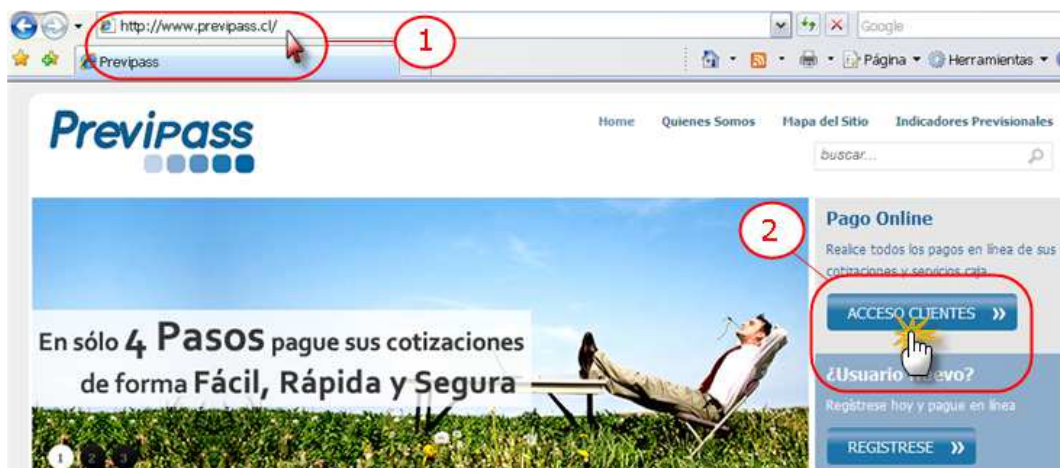 http://www.previpass.cl/
1
Google
Previpass
Página
Herramientas
Previpass
Home Quienes Somos Mapa del Sitio Indicadores Previsionales
buscar...
2
Pago Online
Realice todos los pagos en línea de sus
cotizaciones y servicios caja
ACCESO CLIENTES »
En sólo 4 Pasos pague sus cotizaciones
de forma Fácil, Rápida y Segura
¿Usuario Nuevo?
Regístrese hoy y pague en línea
REGISTRESE »
1 2 3